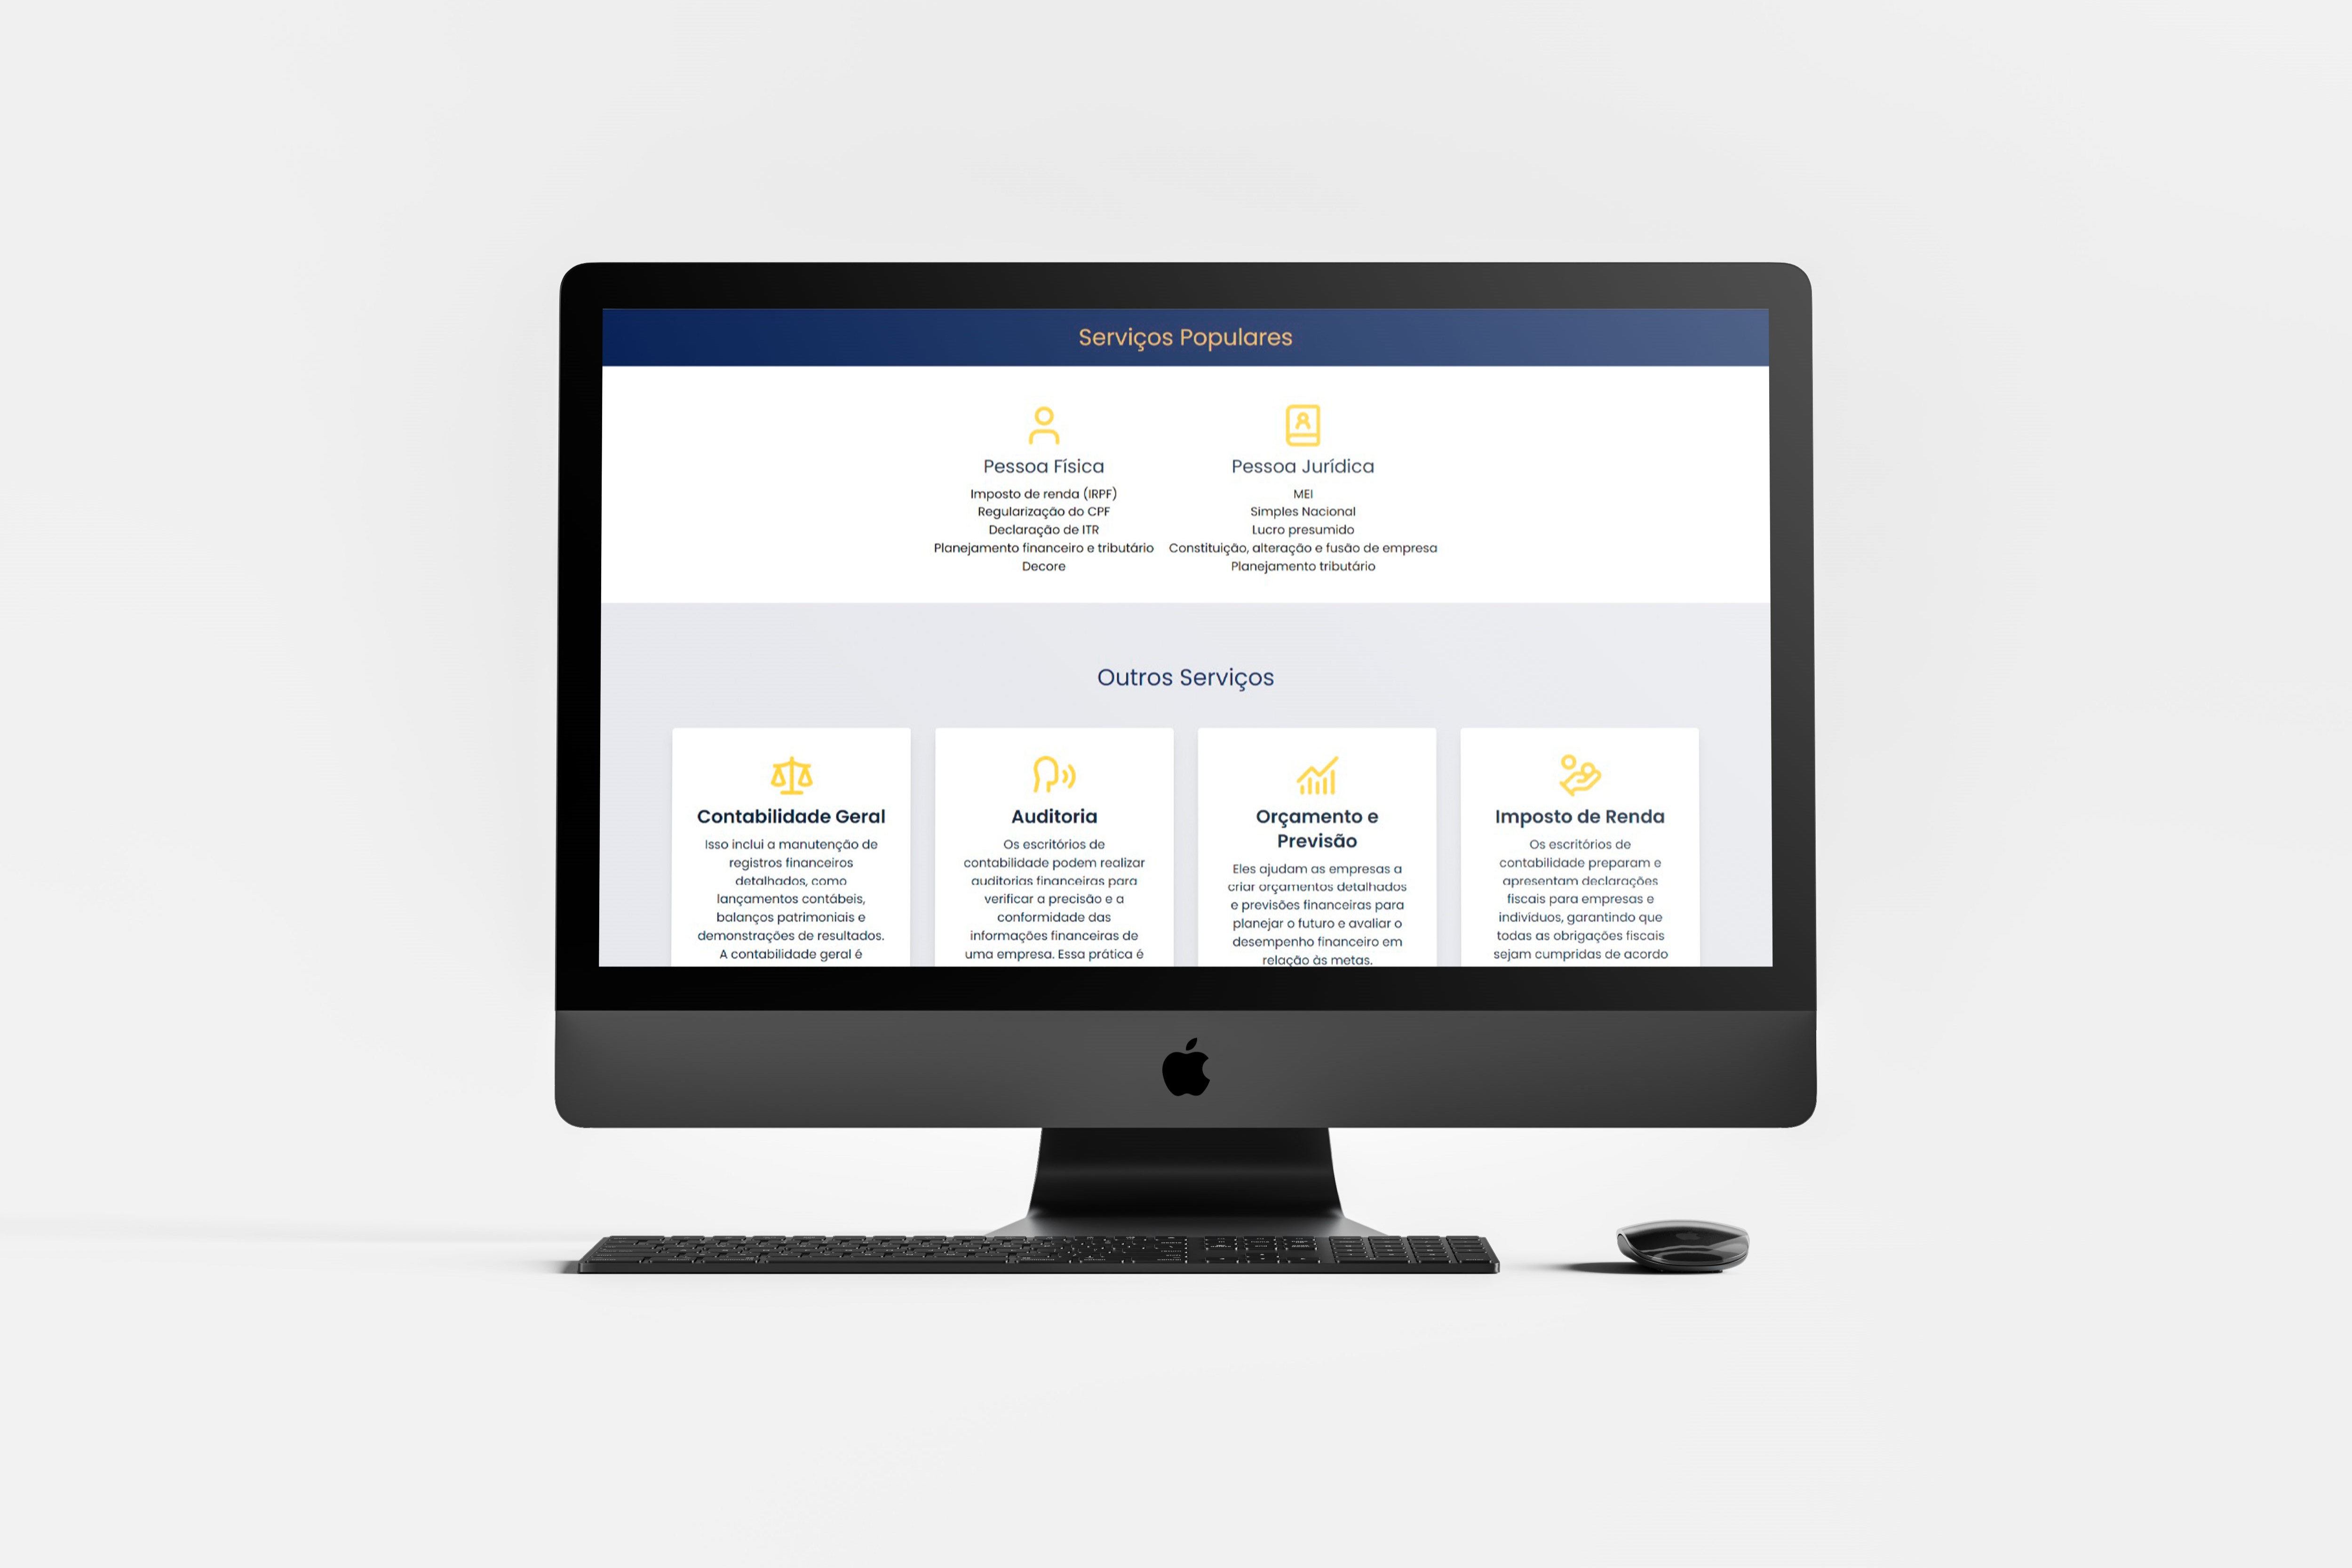 Serviços Populares
Pessoa Física
Imposto de renda (IRPF)
Regularização do CPF
Declaração de ITR
Planejamento financeiro e tributário
Decore
Pessoa Jurídica
MEI
Simples Nacional
Lucro presumido
Constituição, alteração e fusão de empresa
Planejamento tributário
Outros Serviços
Contabilidade Geral
Isso inclui a manutenção de
registros financeiros
detalhados, como
lançamentos contábeis,
balanços patrimoniais e
demonstrações de resultados.
A contabilidade geral é
Auditoria
Os escritórios de
contabilidade podem realizar
auditorias financeiras para
verificar a precisão e a
conformidade das
informações financeiras de
uma empresa. Essa prática é
Orçamento e
Previsão
Eles ajudam as empresas a
criar orçamentos detalhados
e previsões financeiras para
planejar o futuro e avaliar o
desempenho financeiro em
relação às metas.
Imposto de Renda
Os escritórios de
contabilidade preparam e
apresentam declarações
fiscais para empresas e
indivíduos, garantindo que
todas as obrigações fiscais
sejam cumpridas de acordo